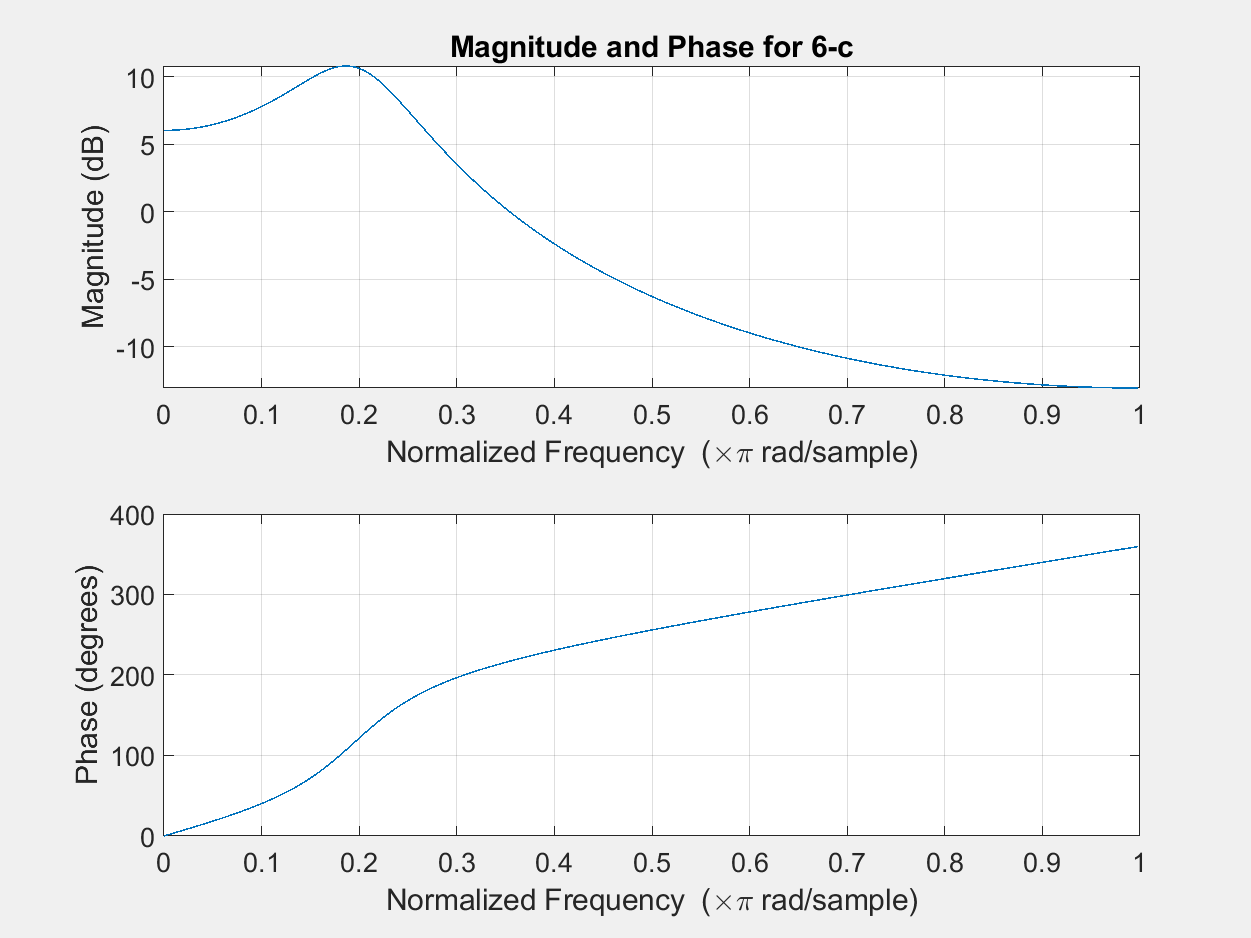 Magnitude and Phase for 6-c
Magnitude (dB)
10
5
0
-5
-10
0 0.1 0.2 0.3 0.4 0.5 0.6 0.7 0.8 0.9 1
Normalized Frequency (×π rad/sample)
Phase (degrees)
400
300
200
100
0
0 0.1 0.2 0.3 0.4 0.5 0.6 0.7 0.8 0.9 1
Normalized Frequency (×π rad/sample)